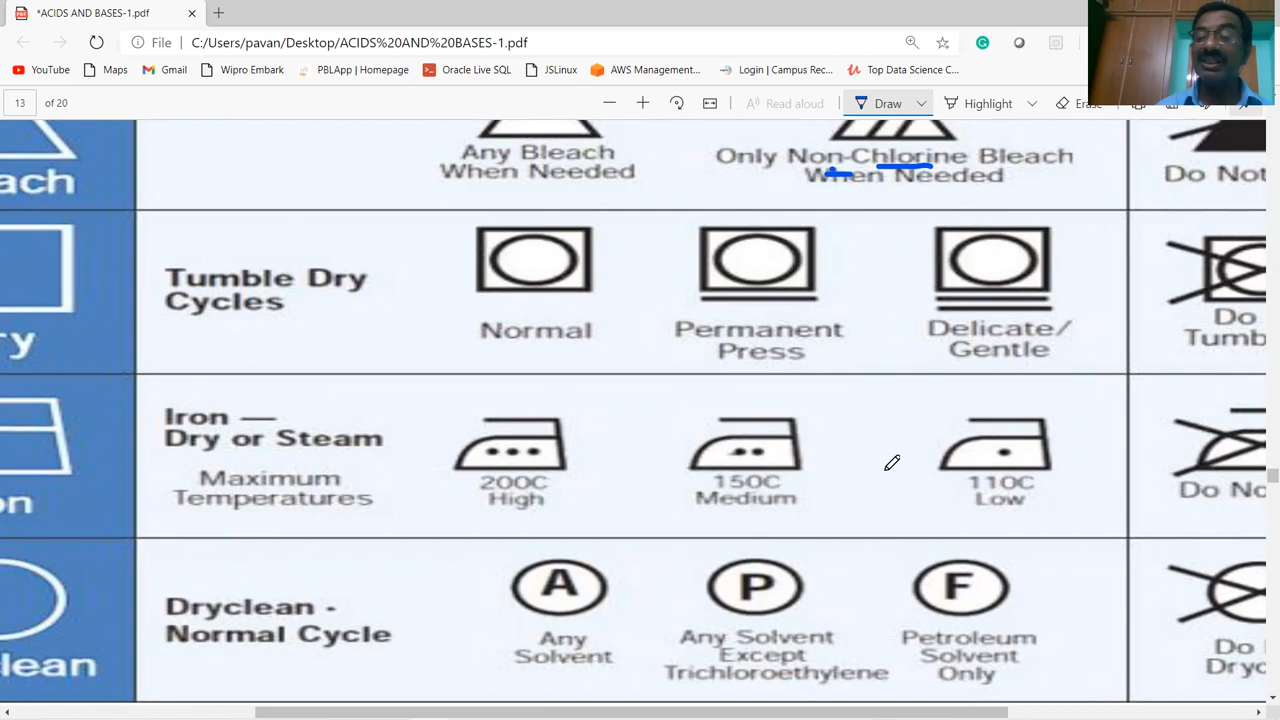 *ACIDS AND BASES-1.pdf
File C:/Users/pavan/Desktop/ACIDS%20AND%20BASES-1.pdf
YouTube Maps Gmail Wipro Embark PBLApp | Homepage Oracle Live SQL JSLinux AWS Management... Login | Campus Rec... Top Data Science C...
13 of 20 Read aloud Draw Highlight Erase
ach
Any Bleach
When Needed
Only Non-Chlorine Bleach
When Needed
Do Not
ry
Tumble Dry
Cycles
Normal
Permanent
Press
Delicate/
Gentle
Do
Tumb
on
Iron —
Dry or Steam
Maximum
Temperatures
200C
High
150C
Medium
110C
Low
Do No
lean
Dryclean -
Normal Cycle
A
Any
Solvent
P
Any Solvent
Except
Trichloroethylene
F
Petroleum
Solvent
Only
Do
Dryc